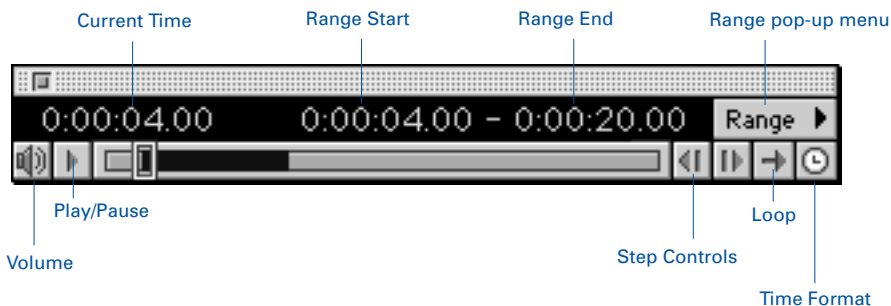 Current Time
Range Start
Range End
Range pop-up menu
0:00:04.00
0:00:04.00 – 0:00:20.00
Range
Play/Pause
Loop
Volume
Step Controls
Time Format